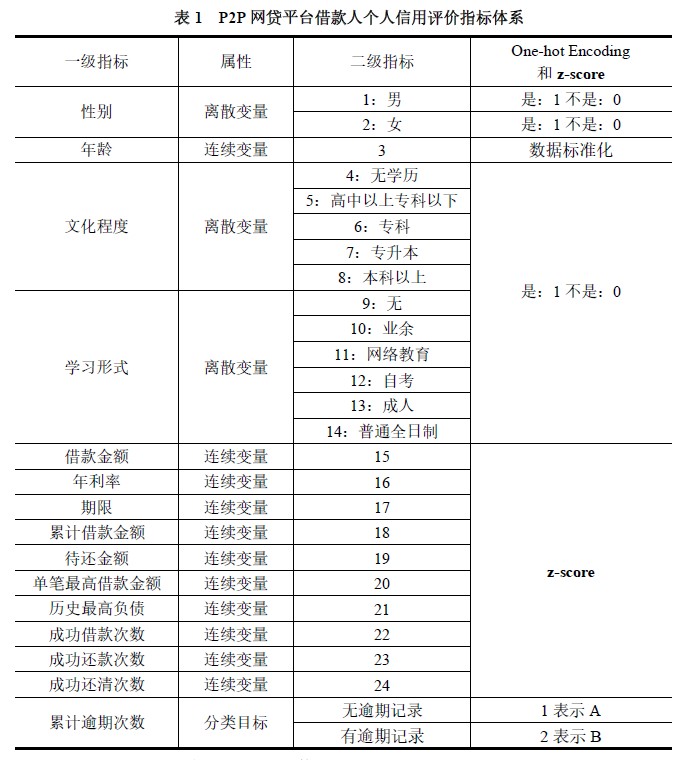 表 1 P2P 网贷平台借款人个人信用评价指标体系
一级指标 属性 二级指标 One-hot Encoding 和 z-score
性别 离散变量 1：男 是：1 不是：0
2：女 是：1 不是：0
年龄 连续变量 3 数据标准化
文化程度 离散变量 4：无学历 是：1 不是：0
5：高中以上专科以下
6：专科
7：专升本
8：本科以上
学习形式 离散变量 9：无
10：业余
11：网络教育
12：自考
13：成人
14：普通全日制
借款金额 连续变量 15 z-score
年利率 连续变量 16
期限 连续变量 17
累计借款金额 连续变量 18
待还金额 连续变量 19
单笔最高借款金额 连续变量 20
历史最高负债 连续变量 21
成功借款次数 连续变量 22
成功还款次数 连续变量 23
成功还清次数 连续变量 24
累计逾期次数 分类目标 无逾期记录 1 表示 A
有逾期记录 2 表示 B